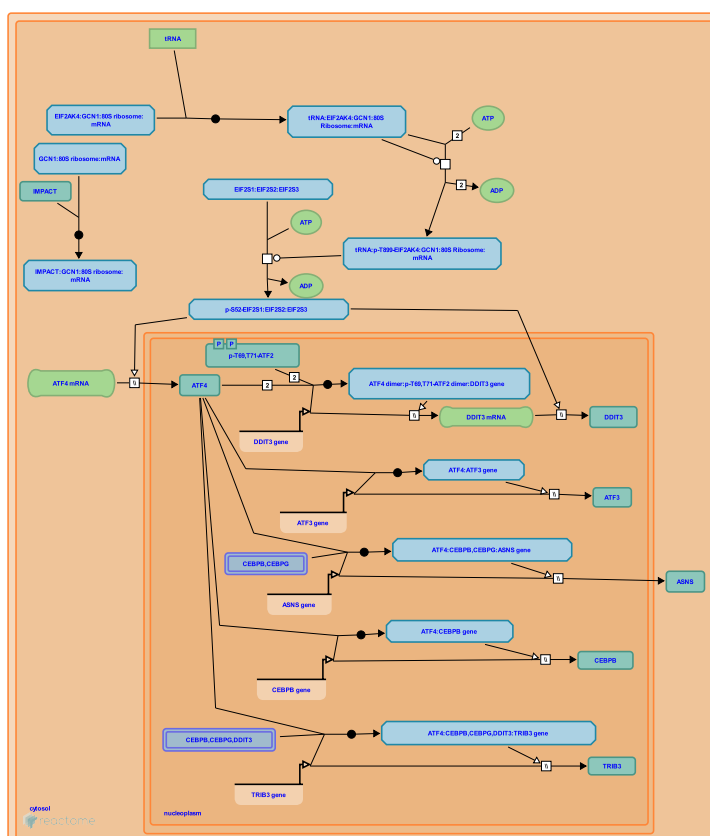 tRNA
EIF2AK4:GCN1:80S ribosome:
mRNA
tRNA:EIF2AK4:GCN1:80S
Ribosome:mRNA
ATP
2
GCN1:80S ribosome:mRNA
IMPACT
EIF2S1:EIF2S2:EIF2S3
2
ADP
ATP
tRNA:p-T899-EIF2AK4:GCN1:80S Ribosome:
mRNA
IMPACT:GCN1:80S ribosome:
mRNA
ADP
p-S52-EIF2S1:EIF2S2:EIF2S3
P
P
p-T69,T71-ATF2
2
ATF4 mRNA
ATF4
2
ATF4 dimer:p-T69,T71-ATF2 dimer:DDIT3 gene
DDIT3 mRNA
DDIT3
DDIT3 gene
ATF4:ATF3 gene
ATF3
ATF3 gene
ATF4:CEBPB,CEBPG:ASNS gene
CEBPB,CEBPG
ASNS
ASNS gene
ATF4:CEBPB gene
CEBPB
CEBPB gene
CEBPB,CEBPG,DDIT3
ATF4:CEBPB,CEBPG,DDIT3:TRIB3 gene
TRIB3
TRIB3 gene
cytosol
reactome
nucleoplasm